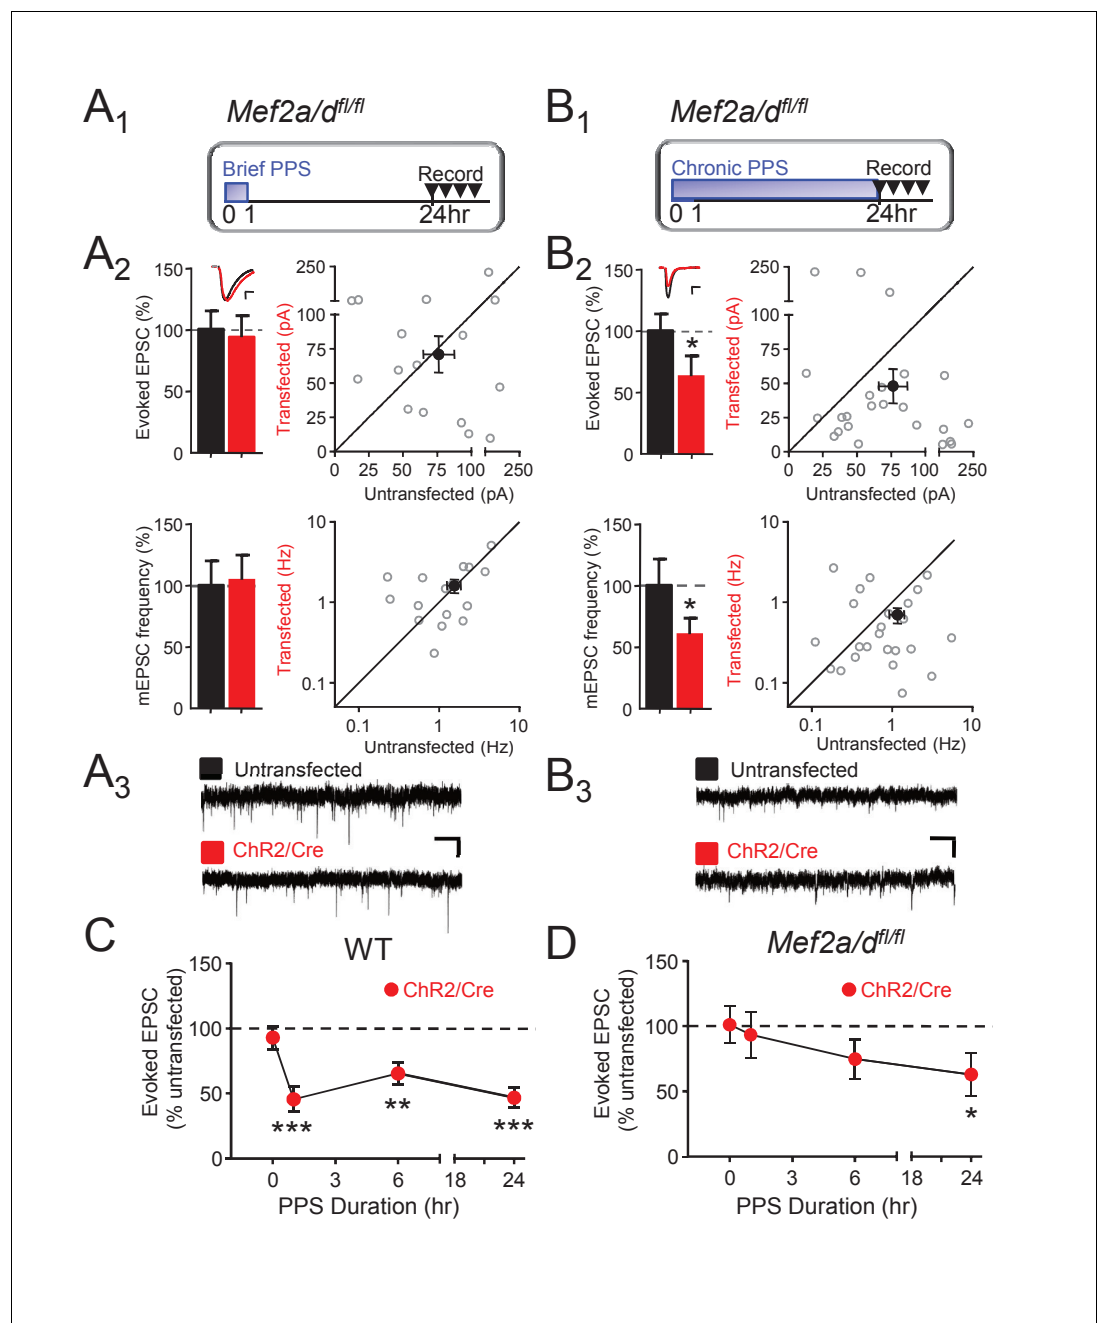 A1
Mef2a/dfl/fl
Brief PPS
Record
0 1
24hr
A2
150
100
50
0
Evoked EPSC (%)
250
100
75
50
25
0
Transfected (pA)
0 25 50 75 100 250
Untransfected (pA)
150
100
50
0
mEPSC frequency (%)
10
1
0.1
Transfected (Hz)
0.1 1 10
Untransfected (Hz)
A3
Untransfected
ChR2/Cre
B1
Mef2a/dfl/fl
Chronic PPS
Record
0 1
24hr
B2
150
100
50
0
Evoked EPSC (%)
*
250
100
75
50
25
0
Transfected (pA)
0 25 50 75 100 250
Untransfected (pA)
150
100
50
0
mEPSC frequency (%)
*
10
1
0.1
Transfected (Hz)
0.1 1 10
Untransfected (Hz)
B3
Untransfected
ChR2/Cre
C
WT
150
100
50
0
Evoked EPSC
(% untransfected)
ChR2/Cre
***
**
***
0 3 6 18 24
PPS Duration (hr)
D
Mef2a/dfl/fl
150
100
50
0
Evoked EPSC
(% untransfected)
ChR2/Cre
*
0 3 6 18 24
PPS Duration (hr)